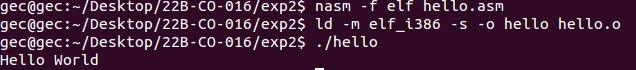 gec@gec:~/Desktop/22B-CO-016/exp2$ nasm -f elf hello.asm
gec@gec:~/Desktop/22B-CO-016/exp2$ ld -m elf_i386 -s -o hello hello.o
gec@gec:~/Desktop/22B-CO-016/exp2$ ./hello
Hello World